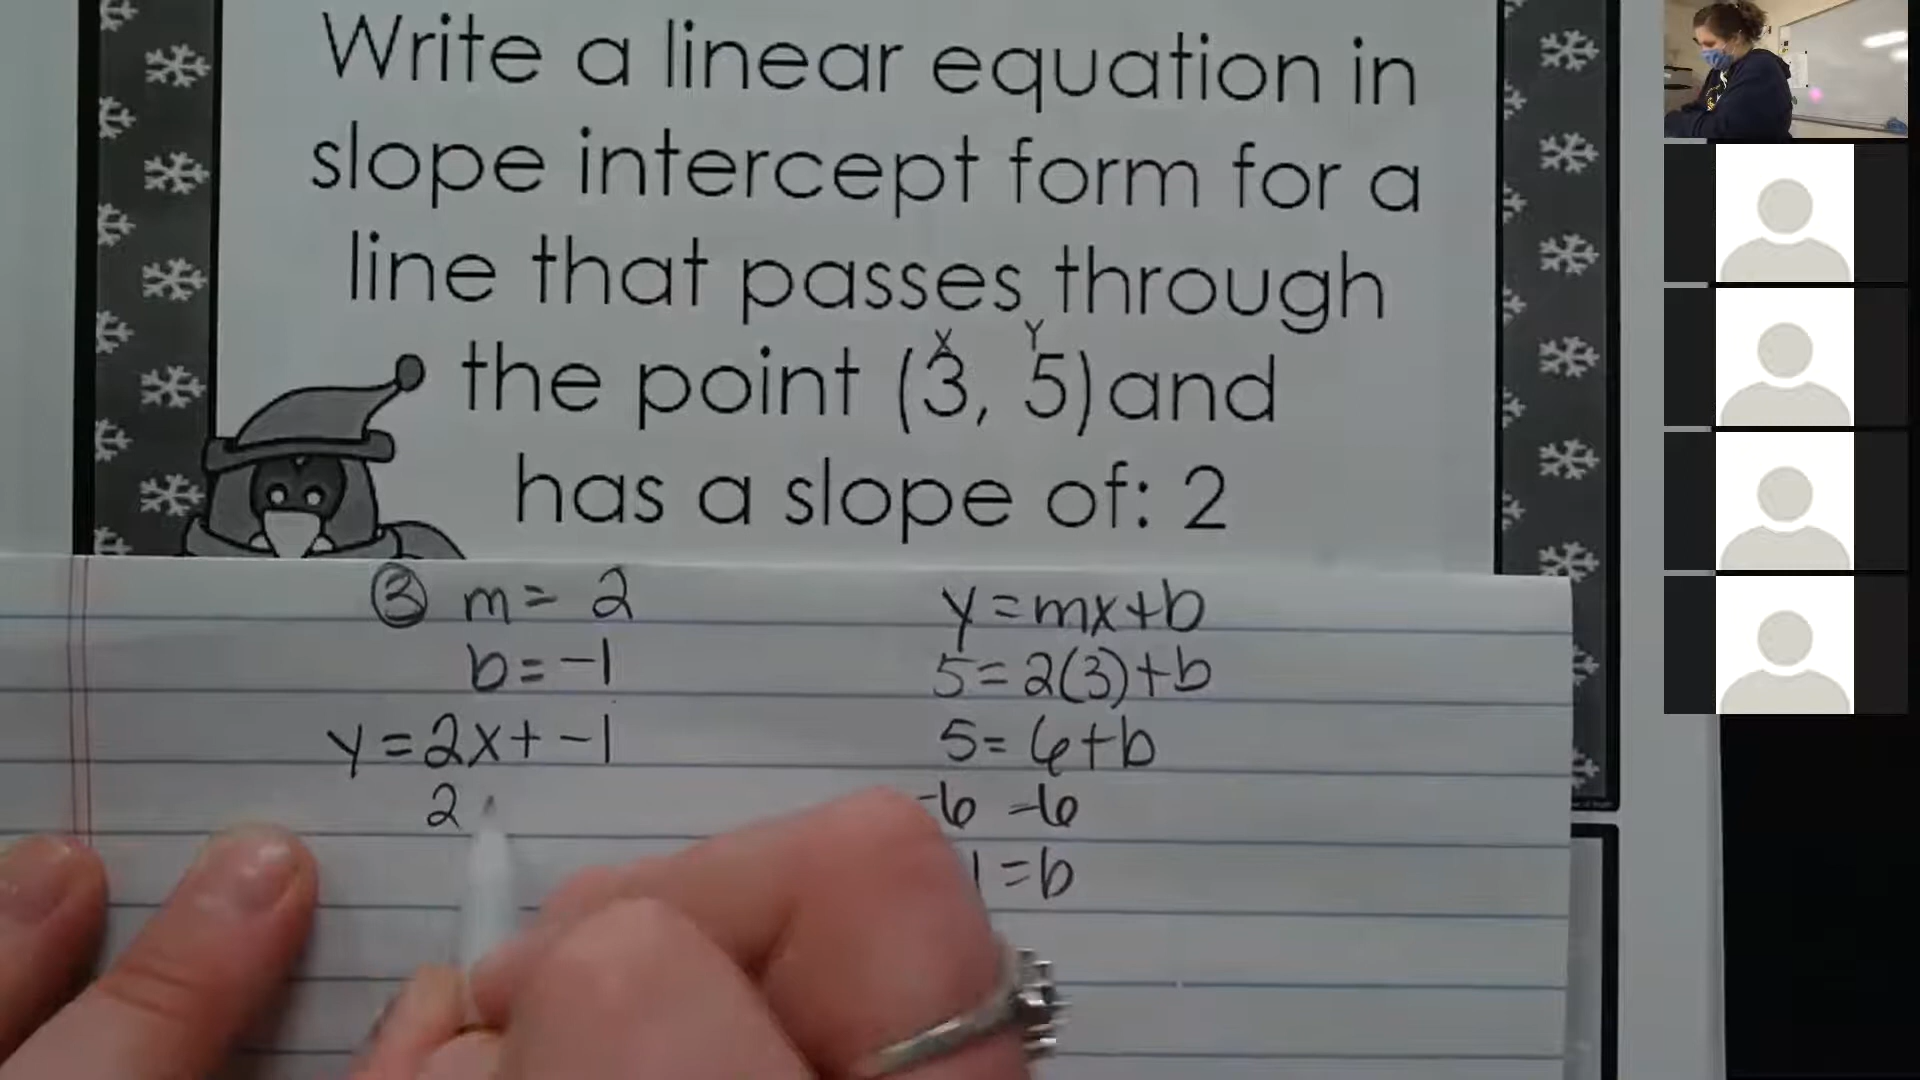 Write a linear equation in
slope intercept form for a
line that passes through
X Y
the point (3, 5) and
has a slope of: 2
③ m = 2
b = -1
y = 2x + -1
2
y = mx + b
5 = 2(3) + b
5 = 6 + b
-6 -6
1 = b